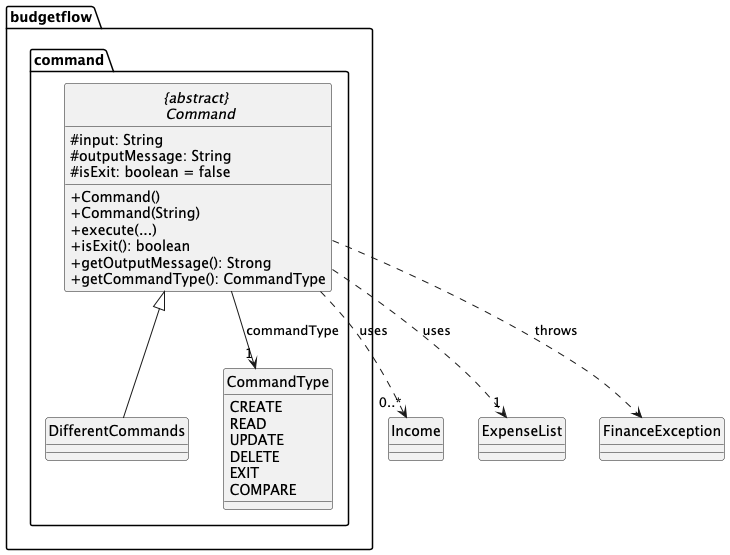 budgetflow
command
{abstract}
Command
#input: String
#outputMessage: String
#isExit: boolean = false
+Command()
+Command(String)
+execute(...)
+isExit(): boolean
+getOutputMessage(): Strong
+getCommandType(): CommandType
commandType
uses
uses
throws
1
0..*
1
CommandType
CREATE
READ
UPDATE
DELETE
EXIT
COMPARE
DifferentCommands
Income
ExpenseList
FinanceException